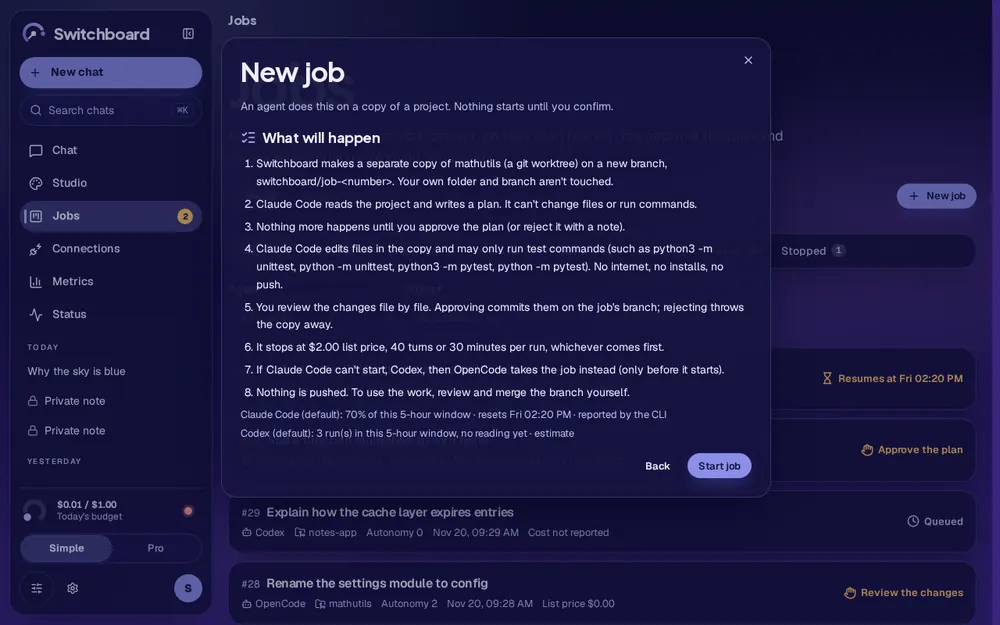 Switchboard
New chat
Search chats
⌘K
Chat
Studio
Jobs
2
Connections
Metrics
Status
TODAY
Why the sky is blue
Private note
Private note
YESTERDAY
$0.01 / $1.00
Today's budget
Simple
Pro
S
Jobs
New job
An agent does this on a copy of a project. Nothing starts until you confirm.
What will happen
1. Switchboard makes a separate copy of mathutils (a git worktree) on a new branch,
switchboard/job-<number>. Your own folder and branch aren't touched.
2. Claude Code reads the project and writes a plan. It can't change files or run commands.
3. Nothing more happens until you approve the plan (or reject it with a note).
4. Claude Code edits files in the copy and may only run test commands (such as python3 -m
unittest, python -m unittest, python3 -m pytest, python -m pytest). No internet, no installs, no
push.
5. You review the changes file by file. Approving commits them on the job's branch; rejecting throws
the copy away.
6. It stops at $2.00 list price, 40 turns or 30 minutes per run, whichever comes first.
7. If Claude Code can't start, Codex, then OpenCode takes the job instead (only before it starts).
8. Nothing is pushed. To use the work, review and merge the branch yourself.
Claude Code (default): 70% of this 5-hour window · resets Fri 02:20 PM · reported by the CLI
Codex (default): 3 run(s) in this 5-hour window, no reading yet · estimate
Back
Start job
New job
Stopped 1
Resumes at Fri 02:20 PM
Approve the plan
#29 Explain how the cache layer expires entries
Codex notes-app Autonomy 0 Nov 20, 09:29 AM Cost not reported
Queued
#28 Rename the settings module to config
OpenCode mathutils Autonomy 2 Nov 20, 09:28 AM List price $0.00
Review the changes